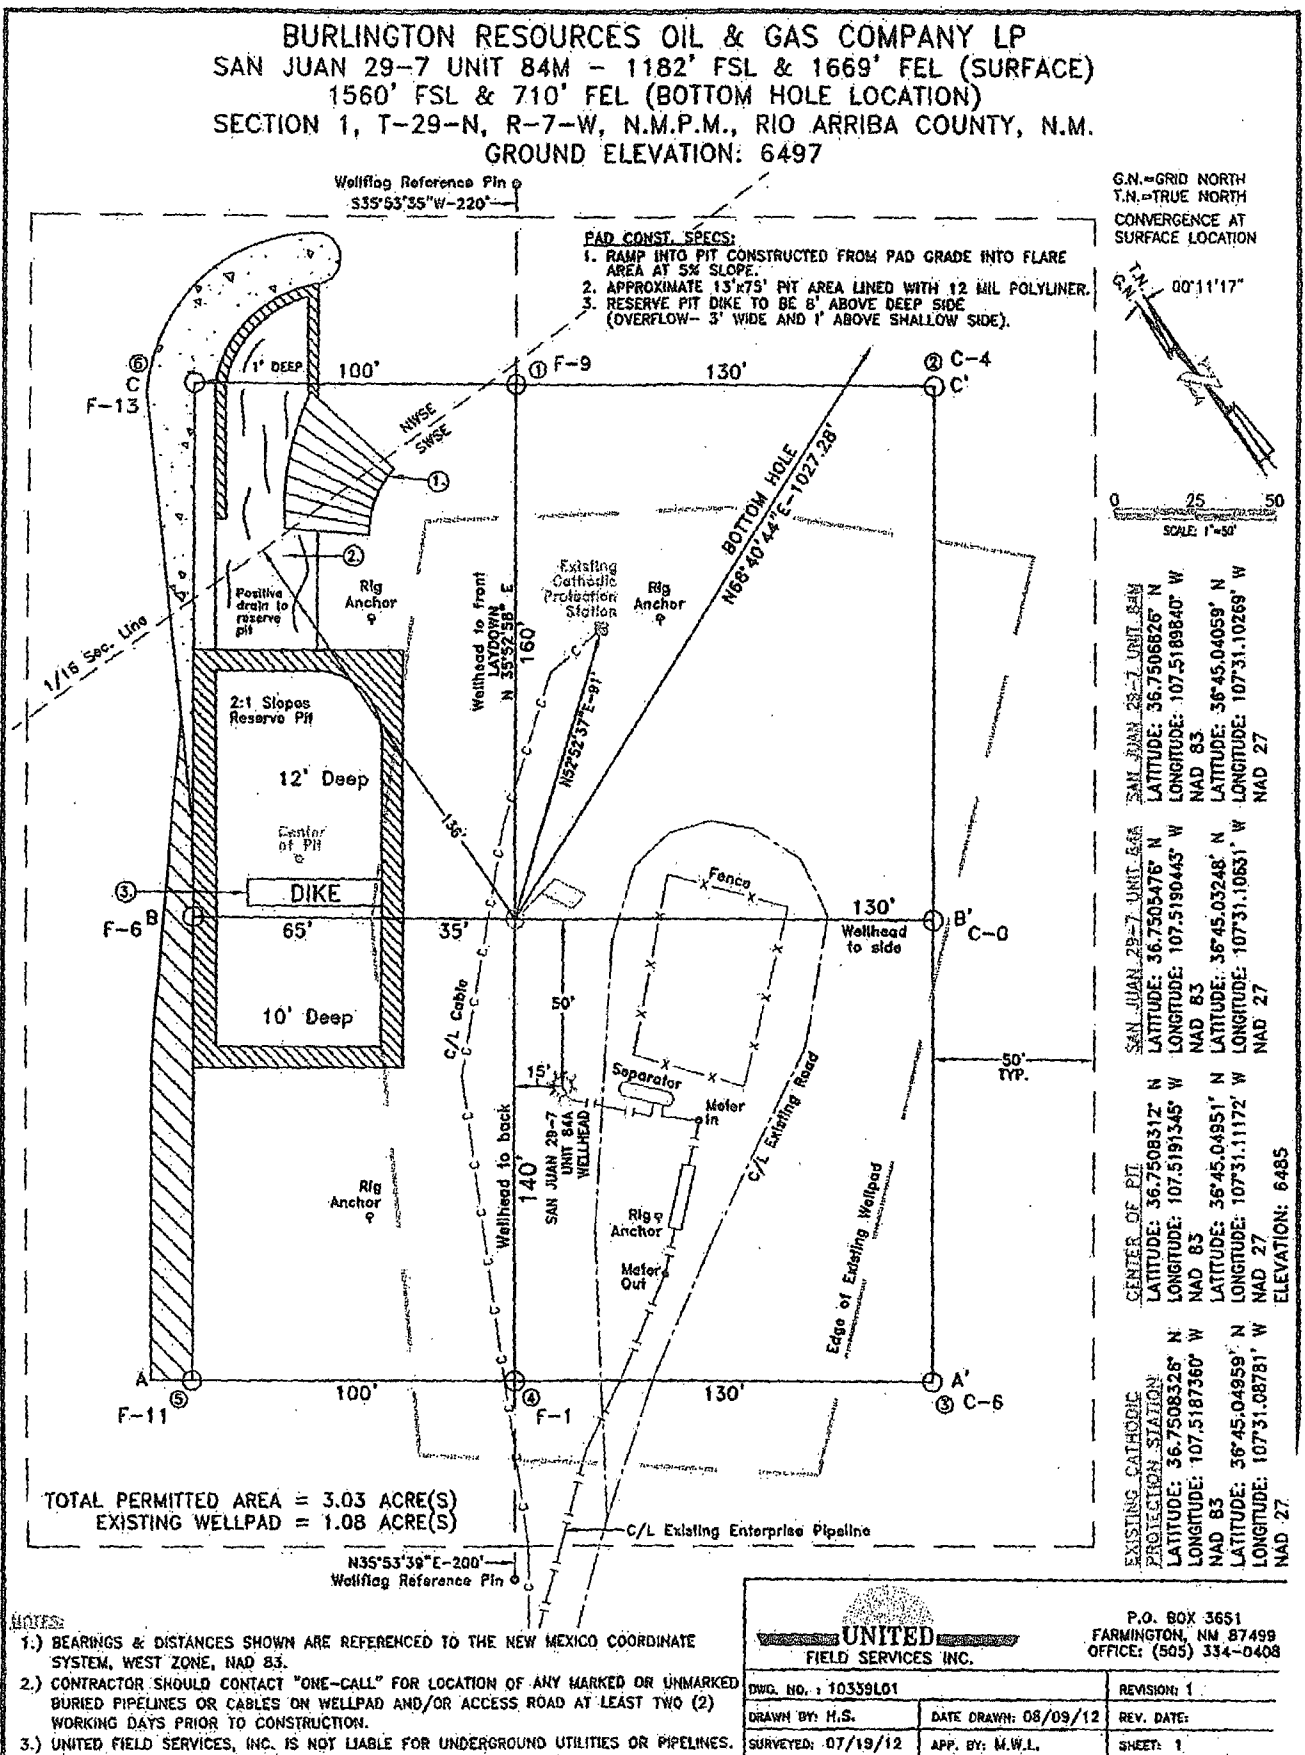 BURLINGTON RESOURCES OIL & GAS COMPANY LP
SAN JUAN 29-7 UNIT 84M - 1182' FSL & 1669' FEL (SURFACE)
1560' FSL & 710' FEL (BOTTOM HOLE LOCATION)
SECTION 1, T-29-N, R-7-W, N.M.P.M., RIO ARRIBA COUNTY, N.M.
GROUND ELEVATION: 6497
Wellflag Reference Pin
S35°53'35"W-220'
G.N.=GRID NORTH
T.N.=TRUE NORTH
CONVERGENCE AT
SURFACE LOCATION
T.N.
G.N.
00°11'17"
PAD CONST. SPECS:
1. RAMP INTO PIT CONSTRUCTED FROM PAD GRADE INTO FLARE
AREA AT 5% SLOPE.
2. APPROXIMATE 13'x75' PIT AREA LINED WITH 12 MIL POLYLINER.
3. RESERVE PIT DIKE TO BE 8' ABOVE DEEP SIDE
(OVERFLOW- 3' WIDE AND 1' ABOVE SHALLOW SIDE).
6
C
F-13
1' DEEP
100'
1 F-9
130'
2 C-4
C'
NWSE
SWSE
1.
2.
BOTTOM HOLE
N68°40'44"E-1027.28'
0 25 50
SCALE: 1"=50'
1/16 Sec. Line
Positive
drain to
reserve
pit
Rig
Anchor
Wellhead to front
LAYDOWN
N 35°52'58" E
160'
Existing
Cathodic
Protection
Station
Rig
Anchor
N52°52'37"E-91'
2:1 Slopes
Reserve Pit
12' Deep
Center
of Pit
136'
3.
DIKE
F-6 B
65'
35'
10' Deep
Fence
130'
Wellhead
to side
B'
C-0
C/L Cable
50'
15'
SAN JUAN 29-7
UNIT 84A
WELLHEAD
Separator
Meter
In
C/L Existing Road
50'
TYP.
Wellhead to back
140'
Rig
Anchor
Rig
Anchor
Meter
Out
Edge of Existing Wellpad
A
5
F-11
100'
4
F-1
130'
A'
3 C-6
SAN JUAN 29-7 UNIT 84M
LATITUDE: 36.7506826° N
LONGITUDE: 107.5189840° W
NAD 83
LATITUDE: 36°45.04059' N
LONGITUDE: 107°31.10269' W
NAD 27
SAN JUAN 29-7 UNIT 84A
LATITUDE: 36.7505476° N
LONGITUDE: 107.5190443° W
NAD 83
LATITUDE: 36°45.03248' N
LONGITUDE: 107°31.10631' W
NAD 27
CENTER OF PIT
LATITUDE: 36.7508312° N
LONGITUDE: 107.5191345° W
NAD 83
LATITUDE: 36°45.04951' N
LONGITUDE: 107°31.11172' W
NAD 27
ELEVATION: 6485
EXISTING CATHODIC
PROTECTION STATION
LATITUDE: 36.7508326° N
LONGITUDE: 107.5187360° W
NAD 83
LATITUDE: 36°45.04959' N
LONGITUDE: 107°31.08781' W
NAD 27
TOTAL PERMITTED AREA = 3.03 ACRE(S)
EXISTING WELLPAD = 1.08 ACRE(S)
C/L Existing Enterprise Pipeline
N35°53'39"E-200'
Wellflag Reference Pin
NOTES:
1.) BEARINGS & DISTANCES SHOWN ARE REFERENCED TO THE NEW MEXICO COORDINATE
SYSTEM, WEST ZONE, NAD 83.
2.) CONTRACTOR SHOULD CONTACT "ONE-CALL" FOR LOCATION OF ANY MARKED OR UNMARKED
BURIED PIPELINES OR CABLES ON WELLPAD AND/OR ACCESS ROAD AT LEAST TWO (2)
WORKING DAYS PRIOR TO CONSTRUCTION.
3.) UNITED FIELD SERVICES, INC. IS NOT LIABLE FOR UNDERGROUND UTILITIES OR PIPELINES.
UNITED
FIELD SERVICES INC.
P.O. BOX 3651
FARMINGTON, NM 87499
OFFICE: (505) 334-0408
DWG. NO. : 10339L01
REVISION: 1
DRAWN BY: H.S.
DATE DRAWN: 08/09/12
REV. DATE:
SURVEYED: 07/19/12
APP. BY: M.W.L.
SHEET: 1